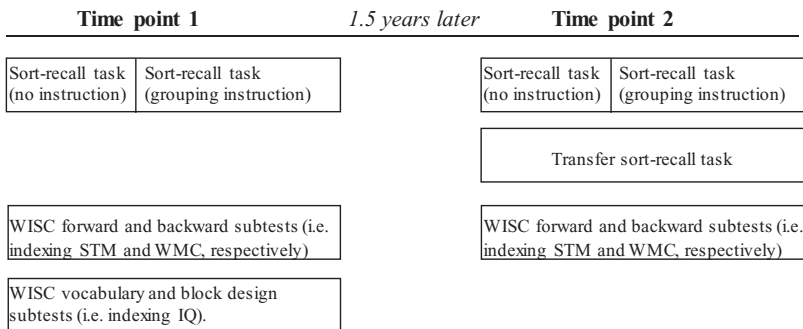 Time point 1 1.5 years later Time point 2
Sort-recall task
(no instruction)
Sort-recall task
(grouping instruction)
Sort-recall task
(no instruction)
Sort-recall task
(grouping instruction)
Transfer sort-recall task
WISC forward and backward subtests (i.e.
indexing STM and WMC, respectively)
WISC forward and backward subtests (i.e.
indexing STM and WMC, respectively)
WISC vocabulary and block design
subtests (i.e. indexing IQ).